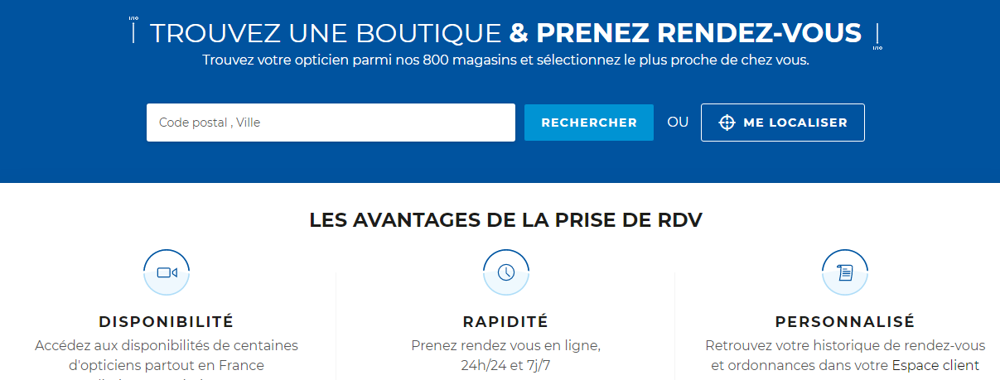 TROUVEZ UNE BOUTIQUE & PRENEZ RENDEZ-VOUS
Trouvez votre opticien parmi nos 800 magasins et sélectionnez le plus proche de chez vous.
Code postal , Ville
RECHERCHER
OU
ME LOCALISER
LES AVANTAGES DE LA PRISE DE RDV
DISPONIBILITÉ
Accédez aux disponibilités de centaines
d'opticiens partout en France
RAPIDITÉ
Prenez rendez vous en ligne,
24h/24 et 7j/7
PERSONNALISÉ
Retrouvez votre historique de rendez-vous
et ordonnances dans votre Espace client